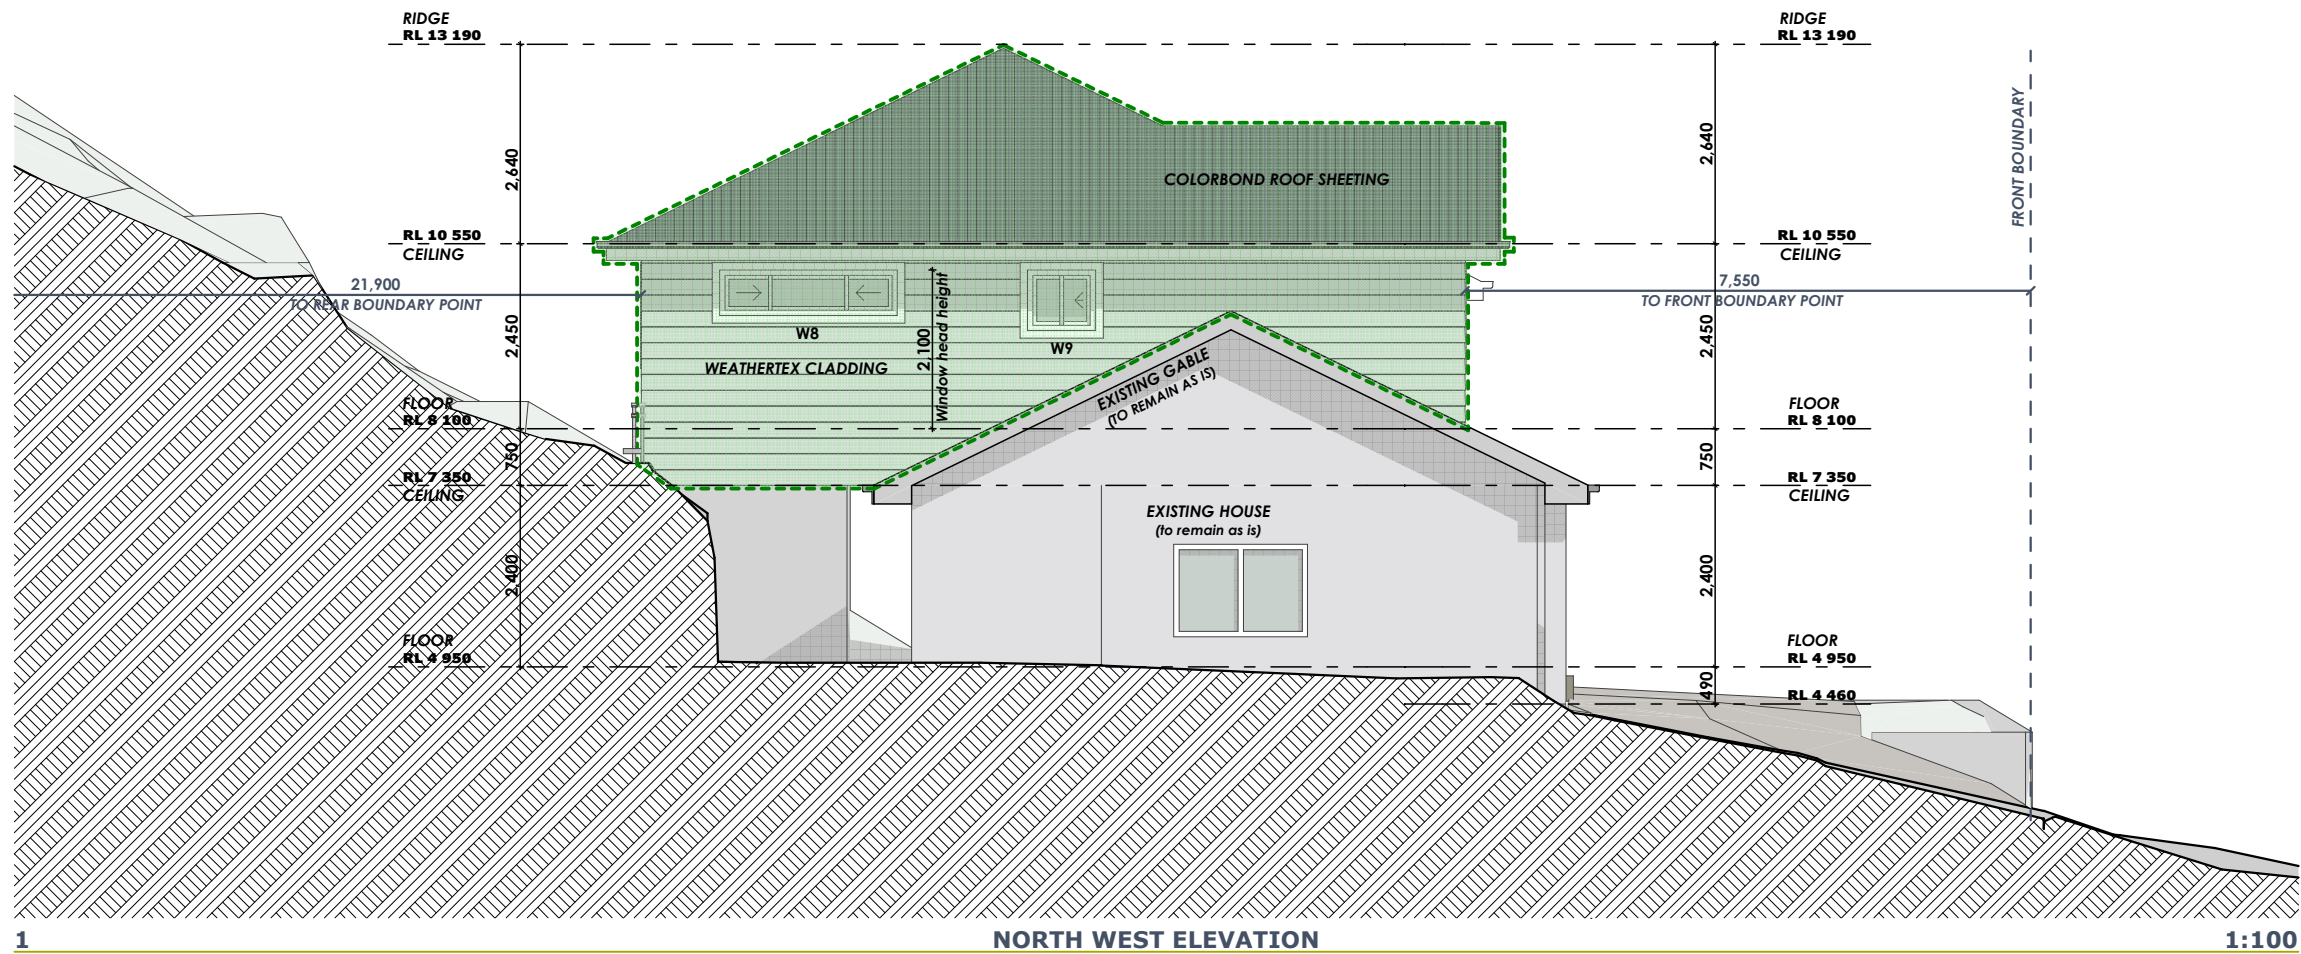 RIDGE
RL 13 190
RIDGE
RL 13 190
FRONT BOUNDARY
2,640
2,640
COLORBOND ROOF SHEETING
RL 10 550
CEILING
RL 10 550
CEILING
21,900
TO REAR BOUNDARY POINT
7,550
TO FRONT BOUNDARY POINT
2,450
W8
W9
2,100
Window head height
2,450
WEATHERTEX CLADDING
EXISTING GABLE
(TO REMAIN AS IS)
FLOOR
RL 8 100
FLOOR
RL 8 100
750
750
RL 7 350
CEILING
RL 7 350
CEILING
EXISTING HOUSE
(to remain as is)
2,400
2,400
FLOOR
RL 4 950
FLOOR
RL 4 950
490
RL 4 460
1
NORTH WEST ELEVATION
1:100